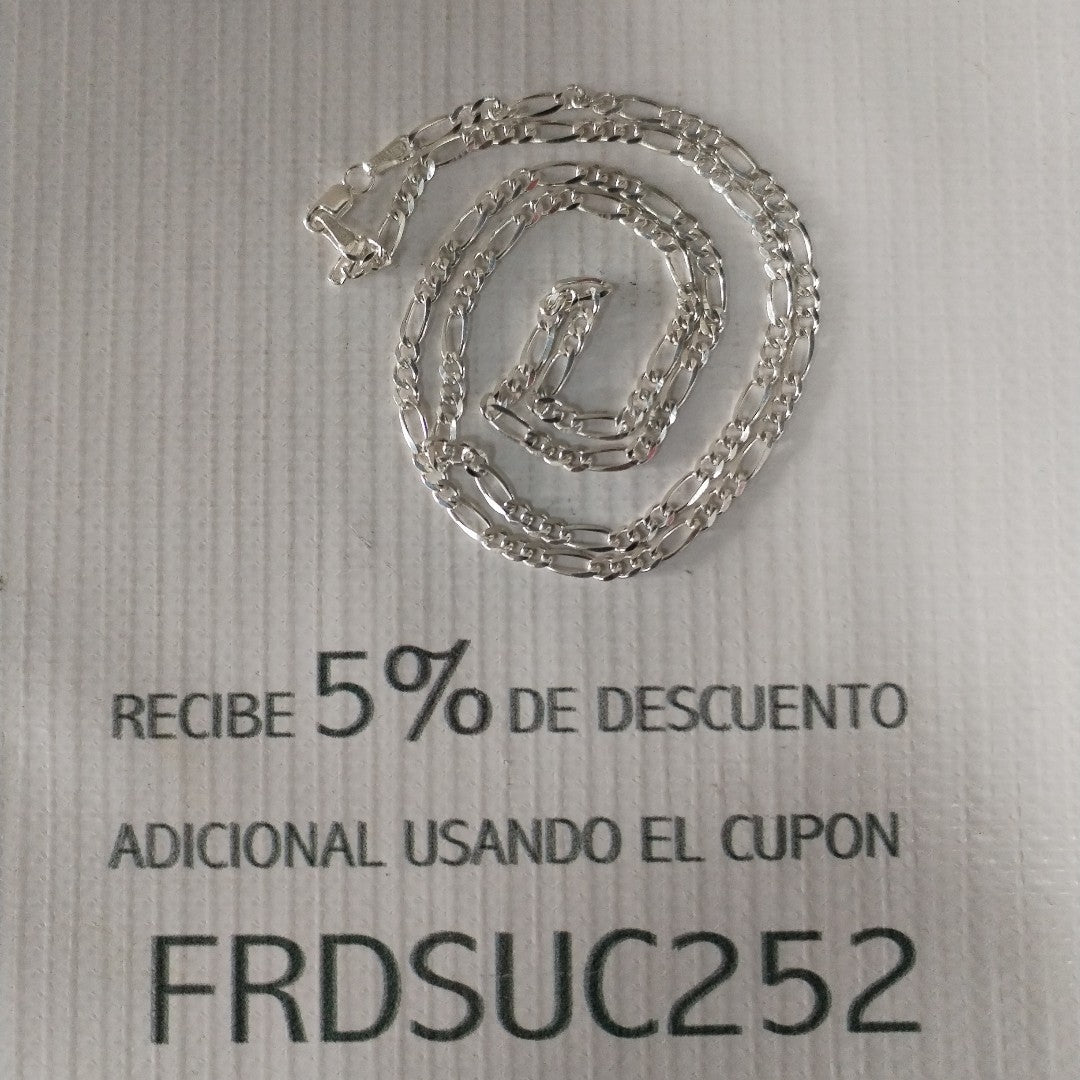 RECIBE 5% DE DESCUENTO
ADICIONAL USANDO EL CUPON
FRDSUC252